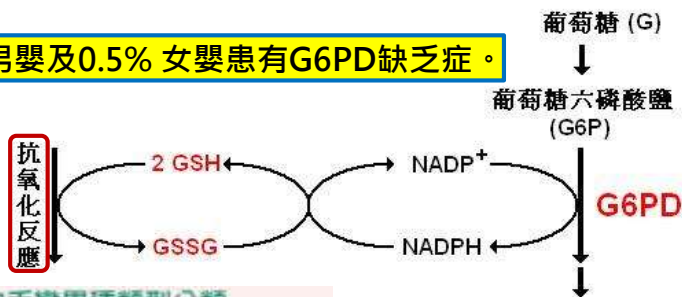 男嬰及0.5% 女嬰患有G6PD缺乏症。
葡萄糖 (G)
葡萄糖六磷酸鹽
(G6P)
抗氧化反應
2 GSH
NADP+
G6PD
GSSG
NADPH